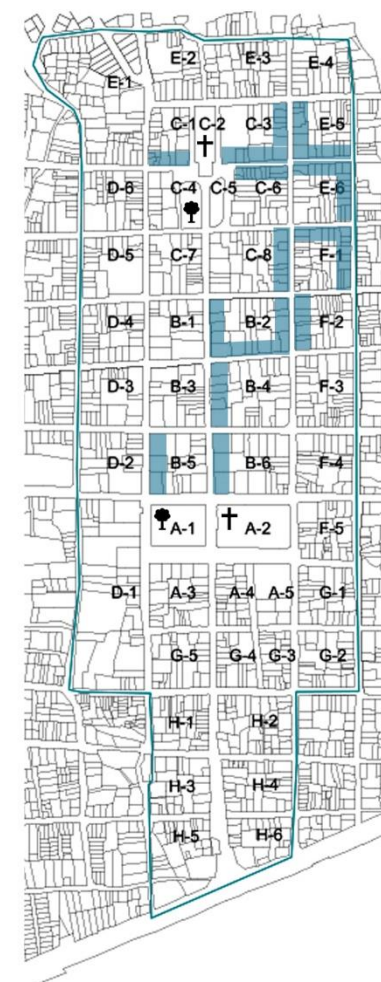 E-2 E-3 E-4
E-1
C-1 C-2 C-3 E-5
D-6 C-4 C-5 C-6 E-6
D-5 C-7 C-8 F-1
D-4 B-1 B-2 F-2
D-3 B-3 B-4 F-3
D-2 B-5 B-6 F-4
A-1 A-2 F-5
D-1 A-3 A-4 A-5 G-1
G-5 G-4 G-3 G-2
H-1 H-2
H-3 H-4
H-5 H-6